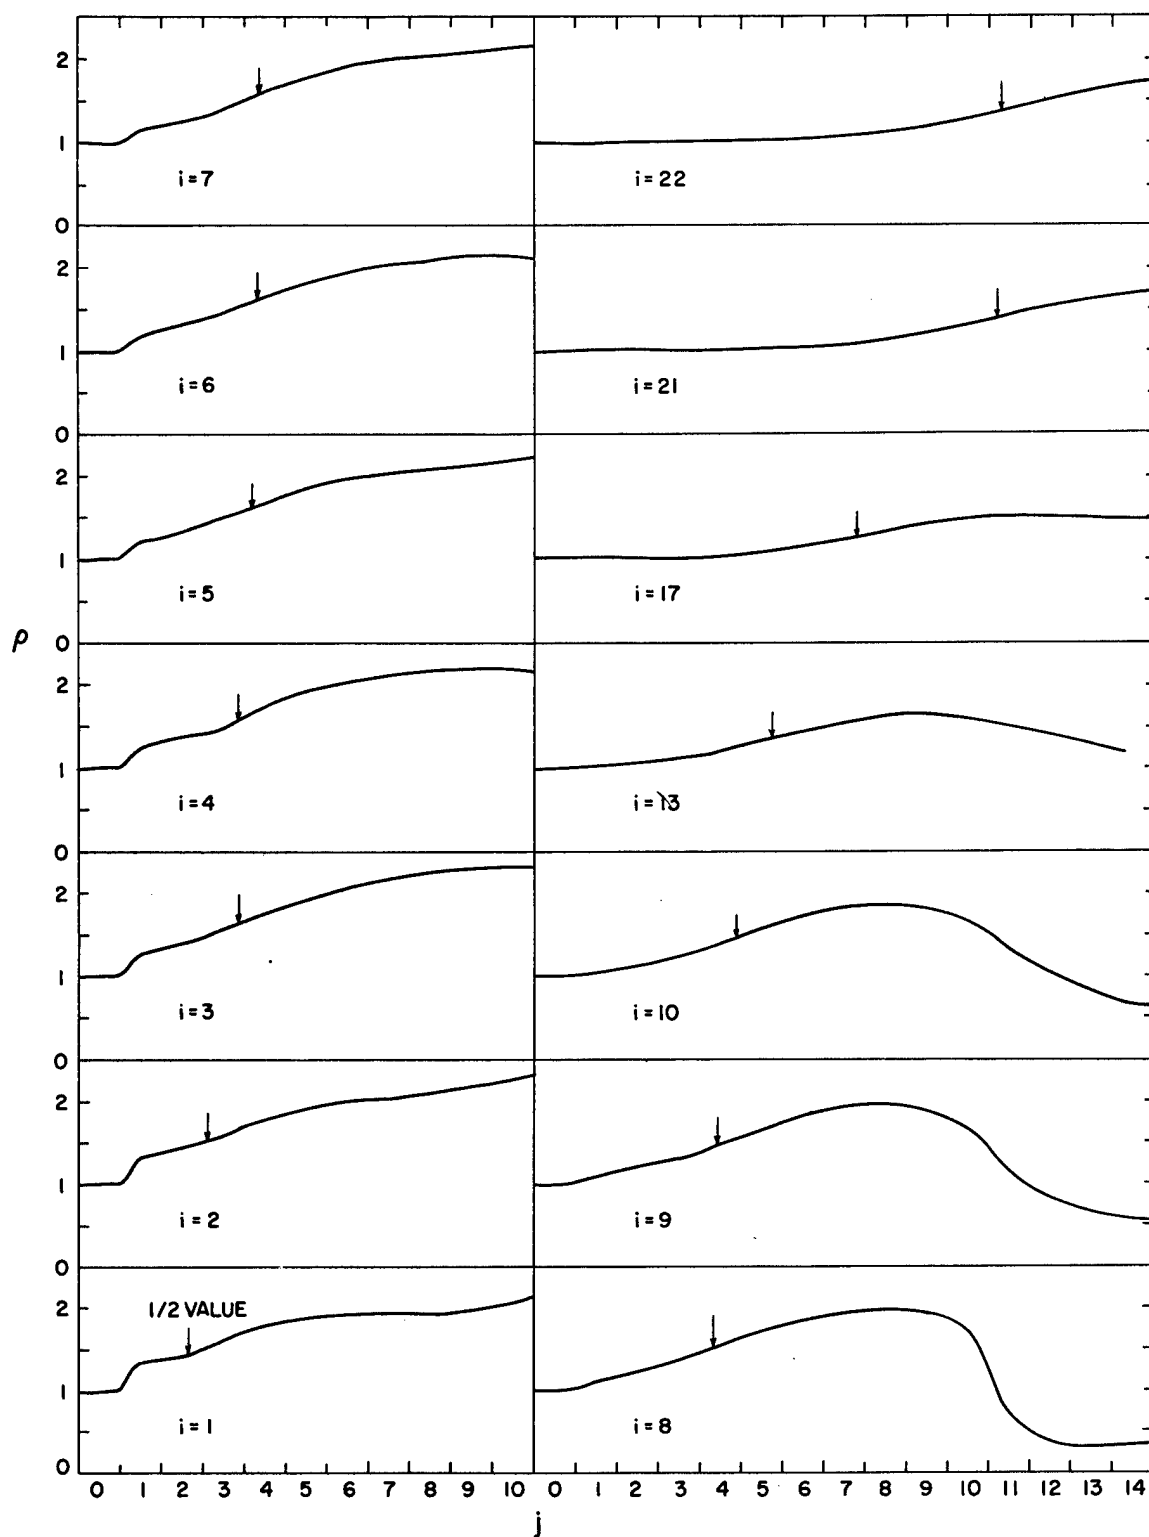 2
1
i = 7
0
i = 22
2
1
i = 6
0
i = 21
2
1
i = 5
0
i = 17
ρ
2
1
i = 4
0
i = 13
2
1
i = 3
0
i = 10
2
1
i = 2
0
i = 9
1/2 VALUE
2
1
i = 1
0
i = 8
0 1 2 3 4 5 6 7 8 9 10 0 1 2 3 4 5 6 7 8 9 10 11 12 13 14
j